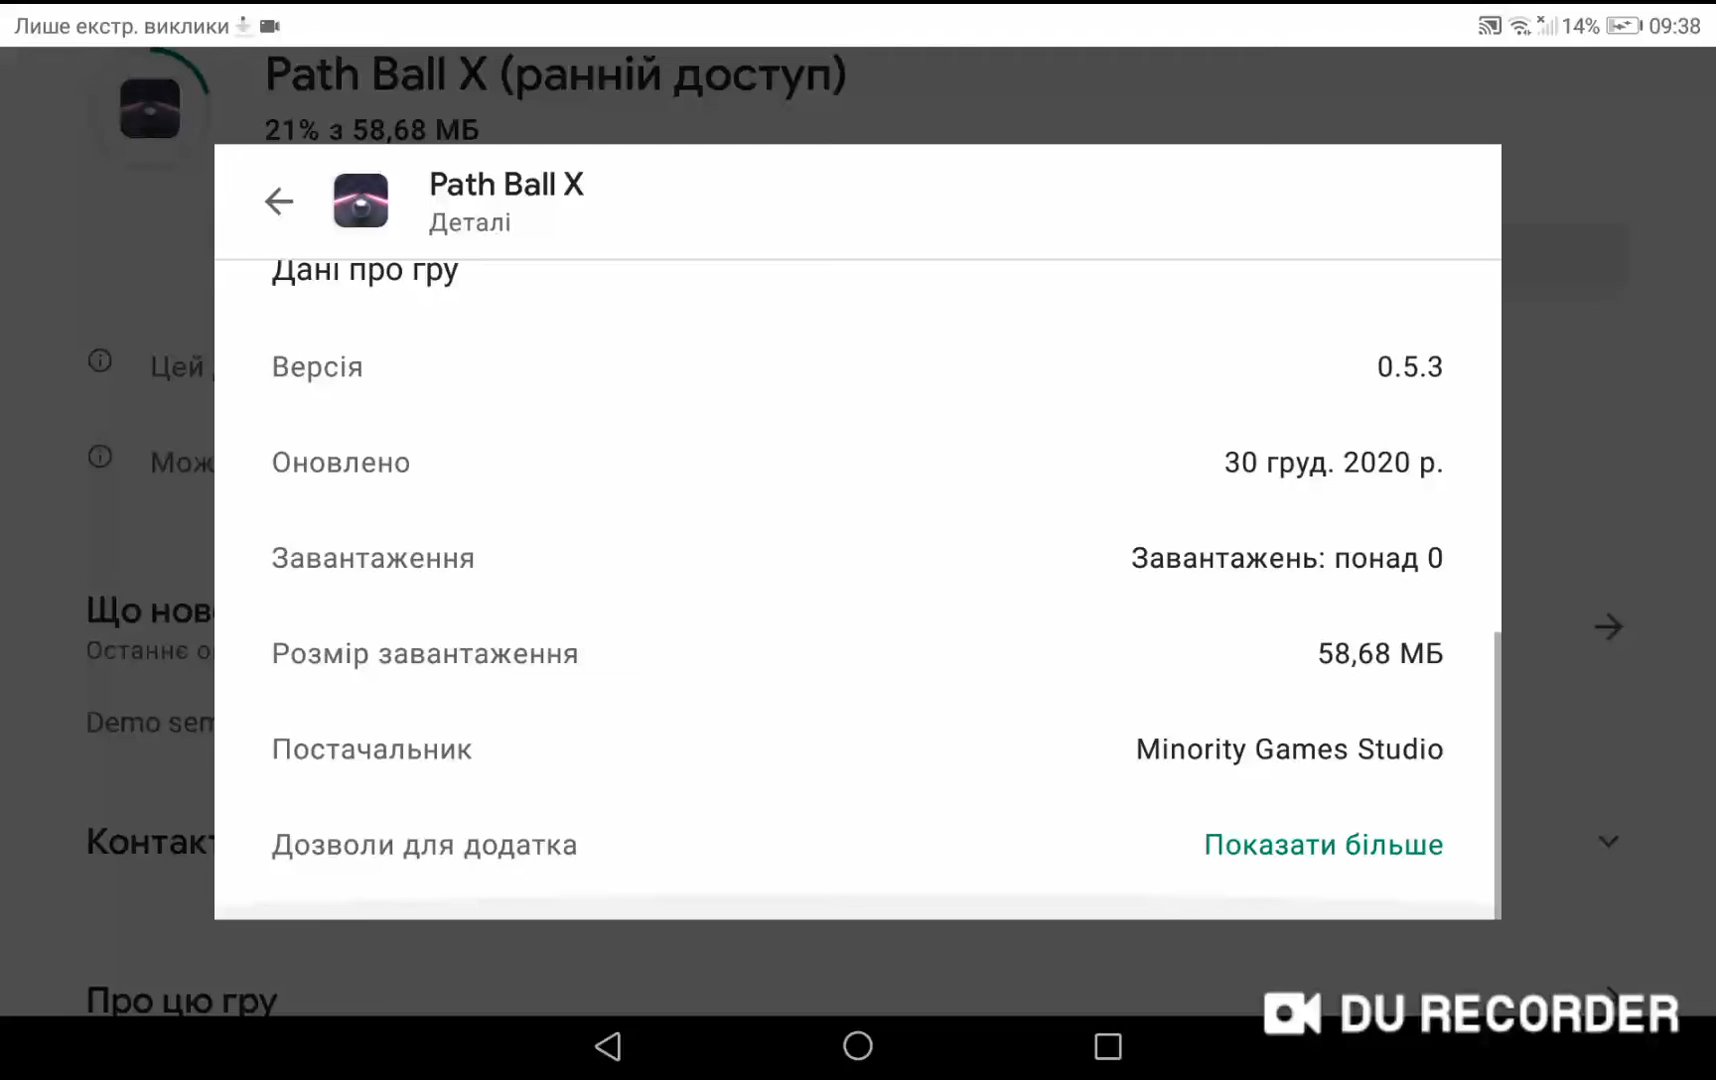 Лише екстр. виклики 14% 09:38
Path Ball X (ранній доступ)
21% з 58,68 МБ
Path Ball X
Деталі
Дані про гру
Версія 0.5.3
Оновлено 30 груд. 2020 р.
Завантаження Завантажень: понад 0
Розмір завантаження 58,68 МБ
Постачальник Minority Games Studio
Дозволи для додатка Показати більше
Цей
Мож
Що нов
Останнє о
Demo sem
Контакт
Про цю гру
DU RECORDER